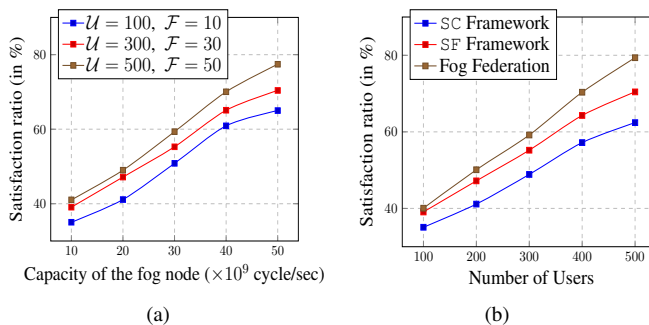 𝒰 = 100, ℱ = 10
𝒰 = 300, ℱ = 30
𝒰 = 500, ℱ = 50
Satisfaction ratio (in %)
80
60
40
10 20 30 40 50
Capacity of the fog node (×10⁹ cycle/sec)
(a)
SC Framework
SF Framework
Fog Federation
Satisfaction ratio (in %)
80
60
40
100 200 300 400 500
Number of Users
(b)